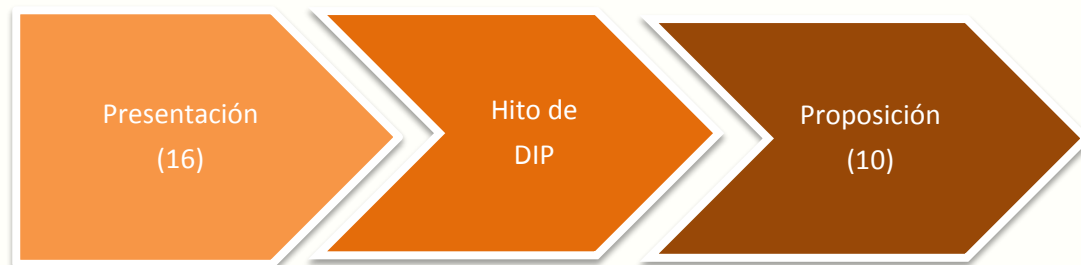 Presentación
(16)
Hito de
DIP
Proposición
(10)